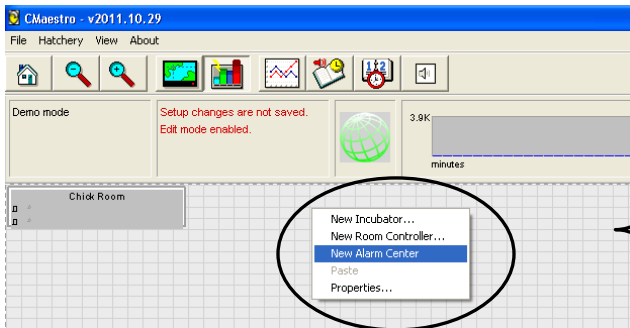 CMaestro - v2011.10.29
File Hatchery View About
Demo mode
Setup changes are not saved.
Edit mode enabled.
3.9K
minutes
Chick Room
New Incubator...
New Room Controller...
New Alarm Center
Paste
Properties...